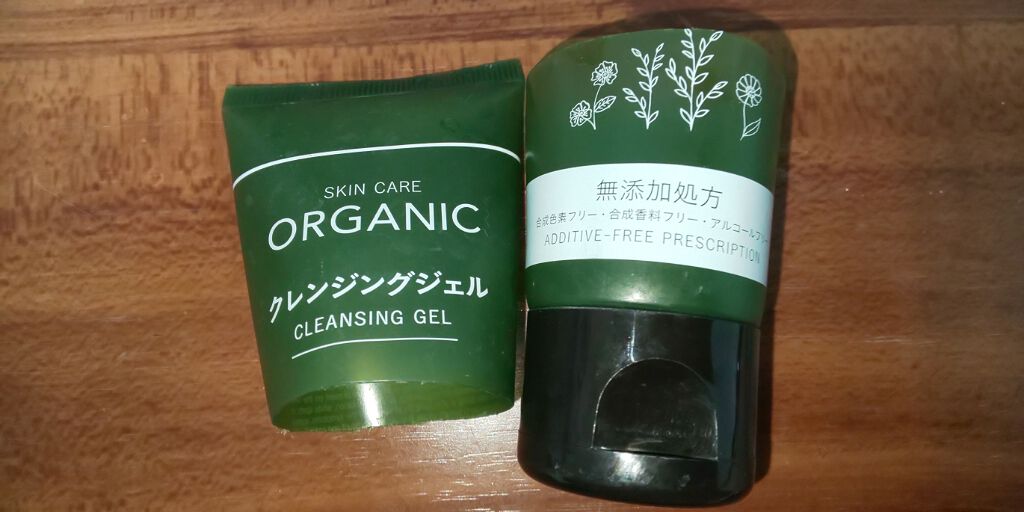 SKIN CARE
ORGANIC
クレンジングジェル
CLEANSING GEL
無添加処方
合成色素フリー・合成香料フリー・アルコールフリー
ADDITIVE-FREE PRESCRIPTION